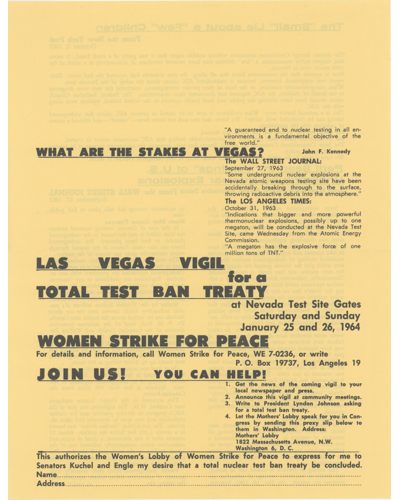 "A guaranteed end to nuclear testing in all en-
vironments is a fundamental objective of the
free world."
John F. Kennedy
WHAT ARE THE STAKES AT VEGAS?
The WALL STREET JOURNAL:
September 27, 1963
"Some underground nuclear explosions at the
Nevada atomic weapons testing site have been
accidentally breaking through to the surface,
throwing radioactive debris into the atmosphere."
The LOS ANGELES TIMES:
October 31, 1963
"Indications that bigger and more powerful
thermonuclear explosions, possibly up to one
megaton, will be conducted at the Nevada Test
Site, came Wednesday from the Atomic Energy
Commission.
"A megaton has the explosive force of one
million tons of TNT."
LAS VEGAS VIGIL
for a
TOTAL TEST BAN TREATY
at Nevada Test Site Gates
Saturday and Sunday
January 25 and 26, 1964
WOMEN STRIKE FOR PEACE
For details and information, call Women Strike for Peace, WE 7-0236, or write
P. O. Box 19737, Los Angeles 19
JOIN US! YOU CAN HELP!
1. Get the news of the coming vigil to your
local newspaper and press.
2. Announce this vigil at community meetings.
3. Write to President Lyndon Johnson asking
for a total test ban treaty.
4. Let the Mothers' Lobby speak for you in Con-
gress by sending this proxy slip below to
them in Washington. Address:
Mothers' Lobby
1822 Massachusetts Avenue, N.W.
Washington 6, D. C.
This authorizes the Women's Lobby of Women Strike for Peace to express for me to
Senators Kuchel and Engle my desire that a total nuclear test ban treaty be concluded.
Name
Address